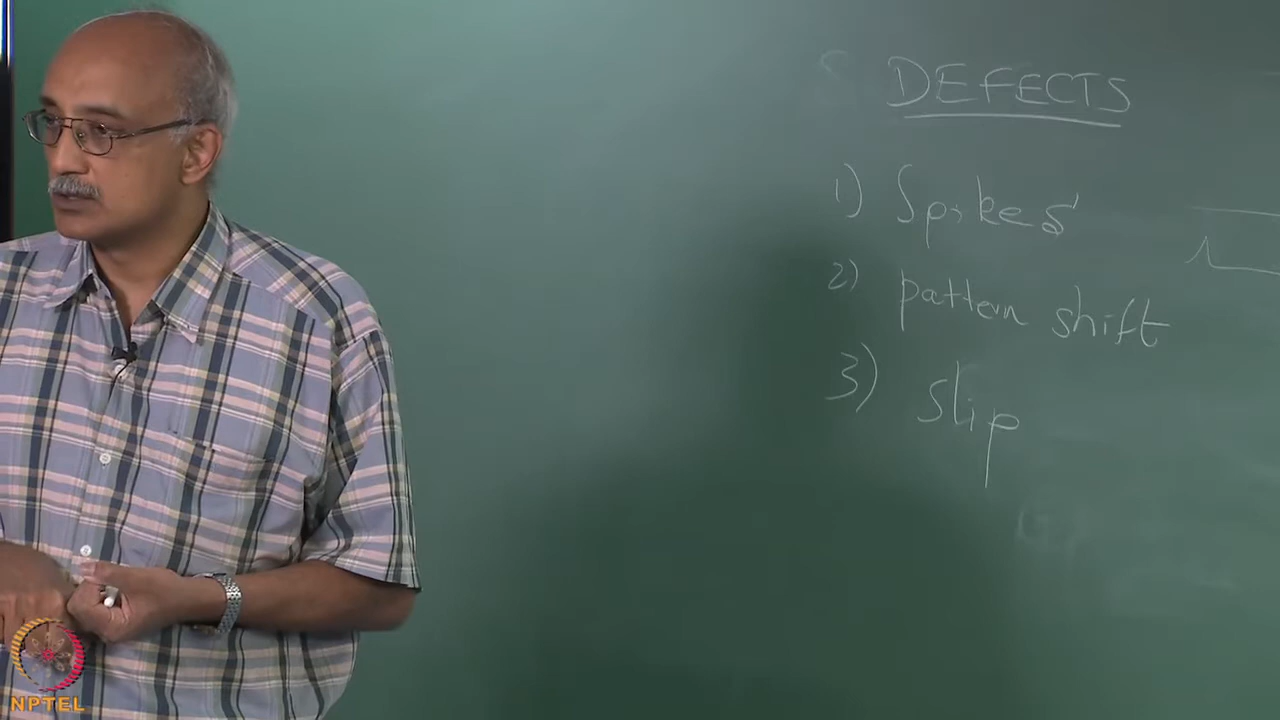 DEFECTS
1) Spikes
2) pattern shift
3) slip
NPTEL